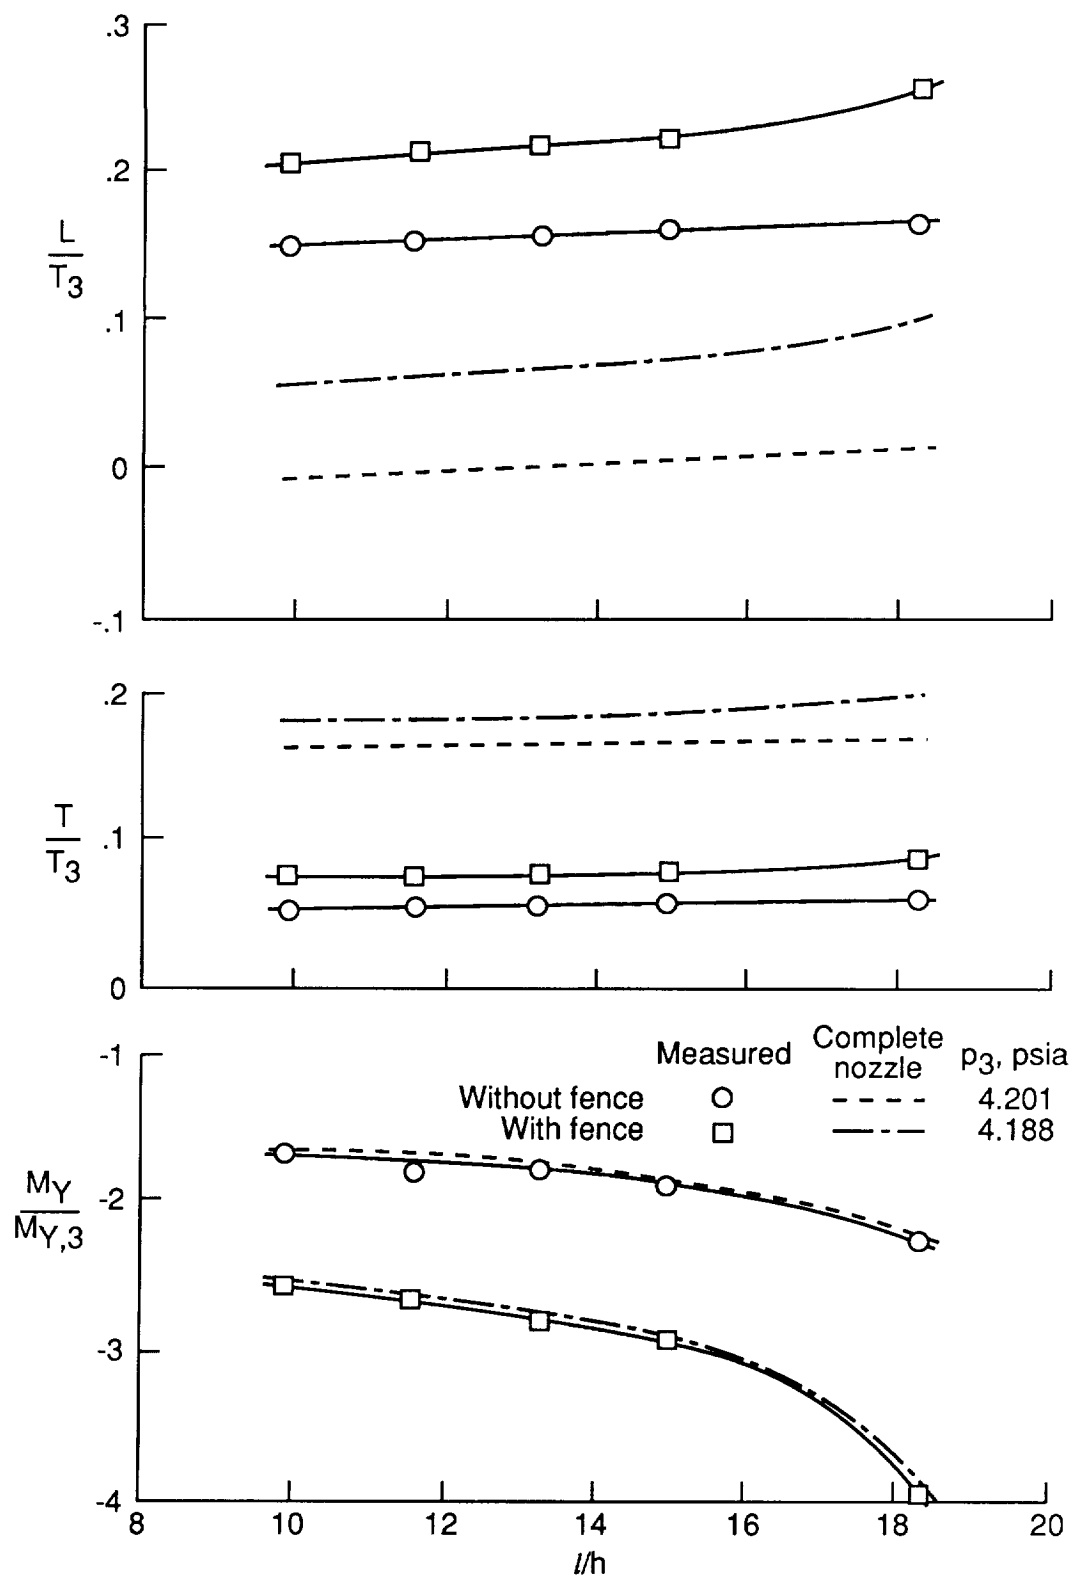 .3
.2
.1
0
-.1
L
T3
.2
.1
0
T
T3
Measured
Complete nozzle
p3, psia
Without fence
4.201
With fence
4.188
-1
-2
-3
-4
MY
MY,3
8
10
12
14
16
18
20
l/h